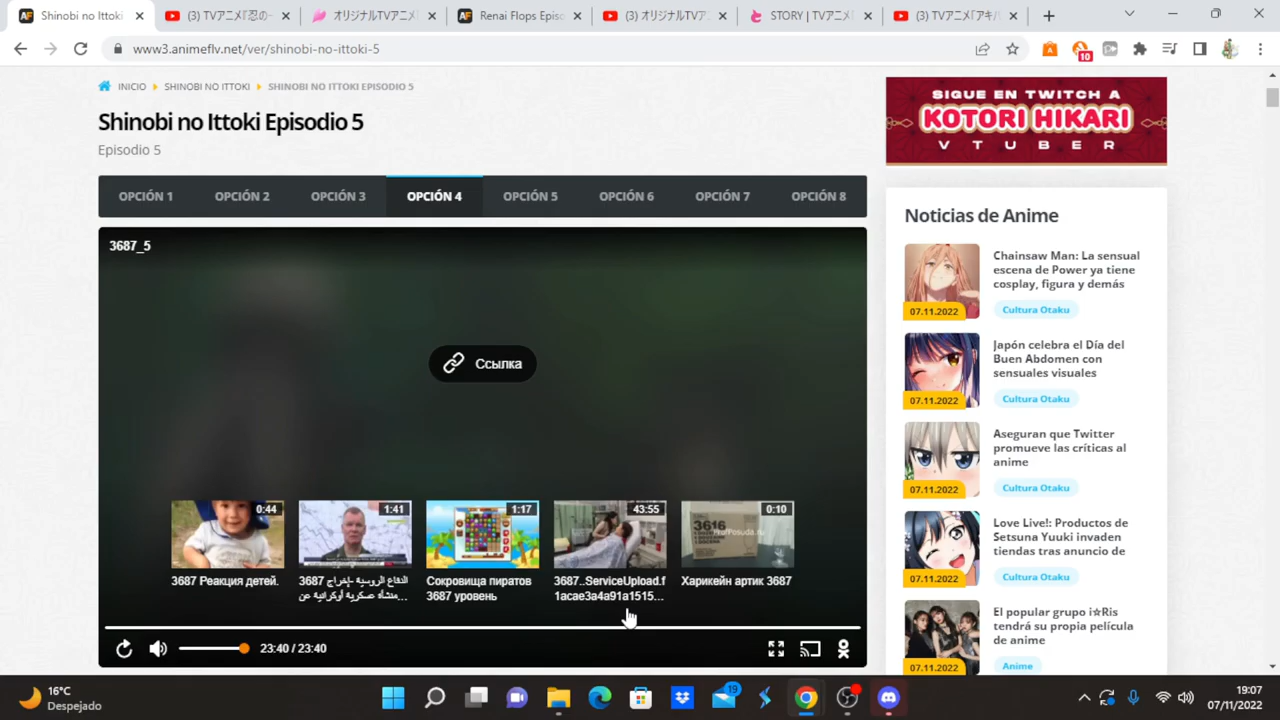 Shinobi no Ittoki
(3) TVアニメ『忍の一
オリジナルTVアニメ
Renai Flops Episo
(3) オリジナルTVアニ
STORY | TVアニメ『
(3) TVアニメ『アキバ
www3.animeflv.net/ver/shinobi-no-ittoki-5
10
INICIO
SHINOBI NO ITTOKI
SHINOBI NO ITTOKI EPISODIO 5
Shinobi no Ittoki Episodio 5
Episodio 5
OPCIÓN 1
OPCIÓN 2
OPCIÓN 3
OPCIÓN 4
OPCIÓN 5
OPCIÓN 6
OPCIÓN 7
OPCIÓN 8
3687_5
Ссылка
0:44
3687 Реакция детей.
1:41
3687 الدفاع الروسية -إفراج
منشأه عسكرية أوكرانية عن...
1:17
Сокровища пиратов
3687 уровень
43:55
3687..ServiceUpload.f
1acae3a4a91a1515...
0:10
3616
ProfPosuda.ru
Харикейн артик 3687
23:40 / 23:40
SIGUE EN TWITCH A
KOTORI HIKARI
VTUBER
Noticias de Anime
Chainsaw Man: La sensual
escena de Power ya tiene
cosplay, figura y demás
07.11.2022
Cultura Otaku
Japón celebra el Día del
Buen Abdomen con
sensuales visuales
07.11.2022
Cultura Otaku
Aseguran que Twitter
promueve las críticas al
anime
07.11.2022
Cultura Otaku
Love Live!: Productos de
Setsuna Yuuki invaden
tiendas tras anuncio de
07.11.2022
Cultura Otaku
El popular grupo i☆Ris
tendrá su propia película
de anime
07.11.2022
Anime
16°C
Despejado
19
19:07
07/11/2022